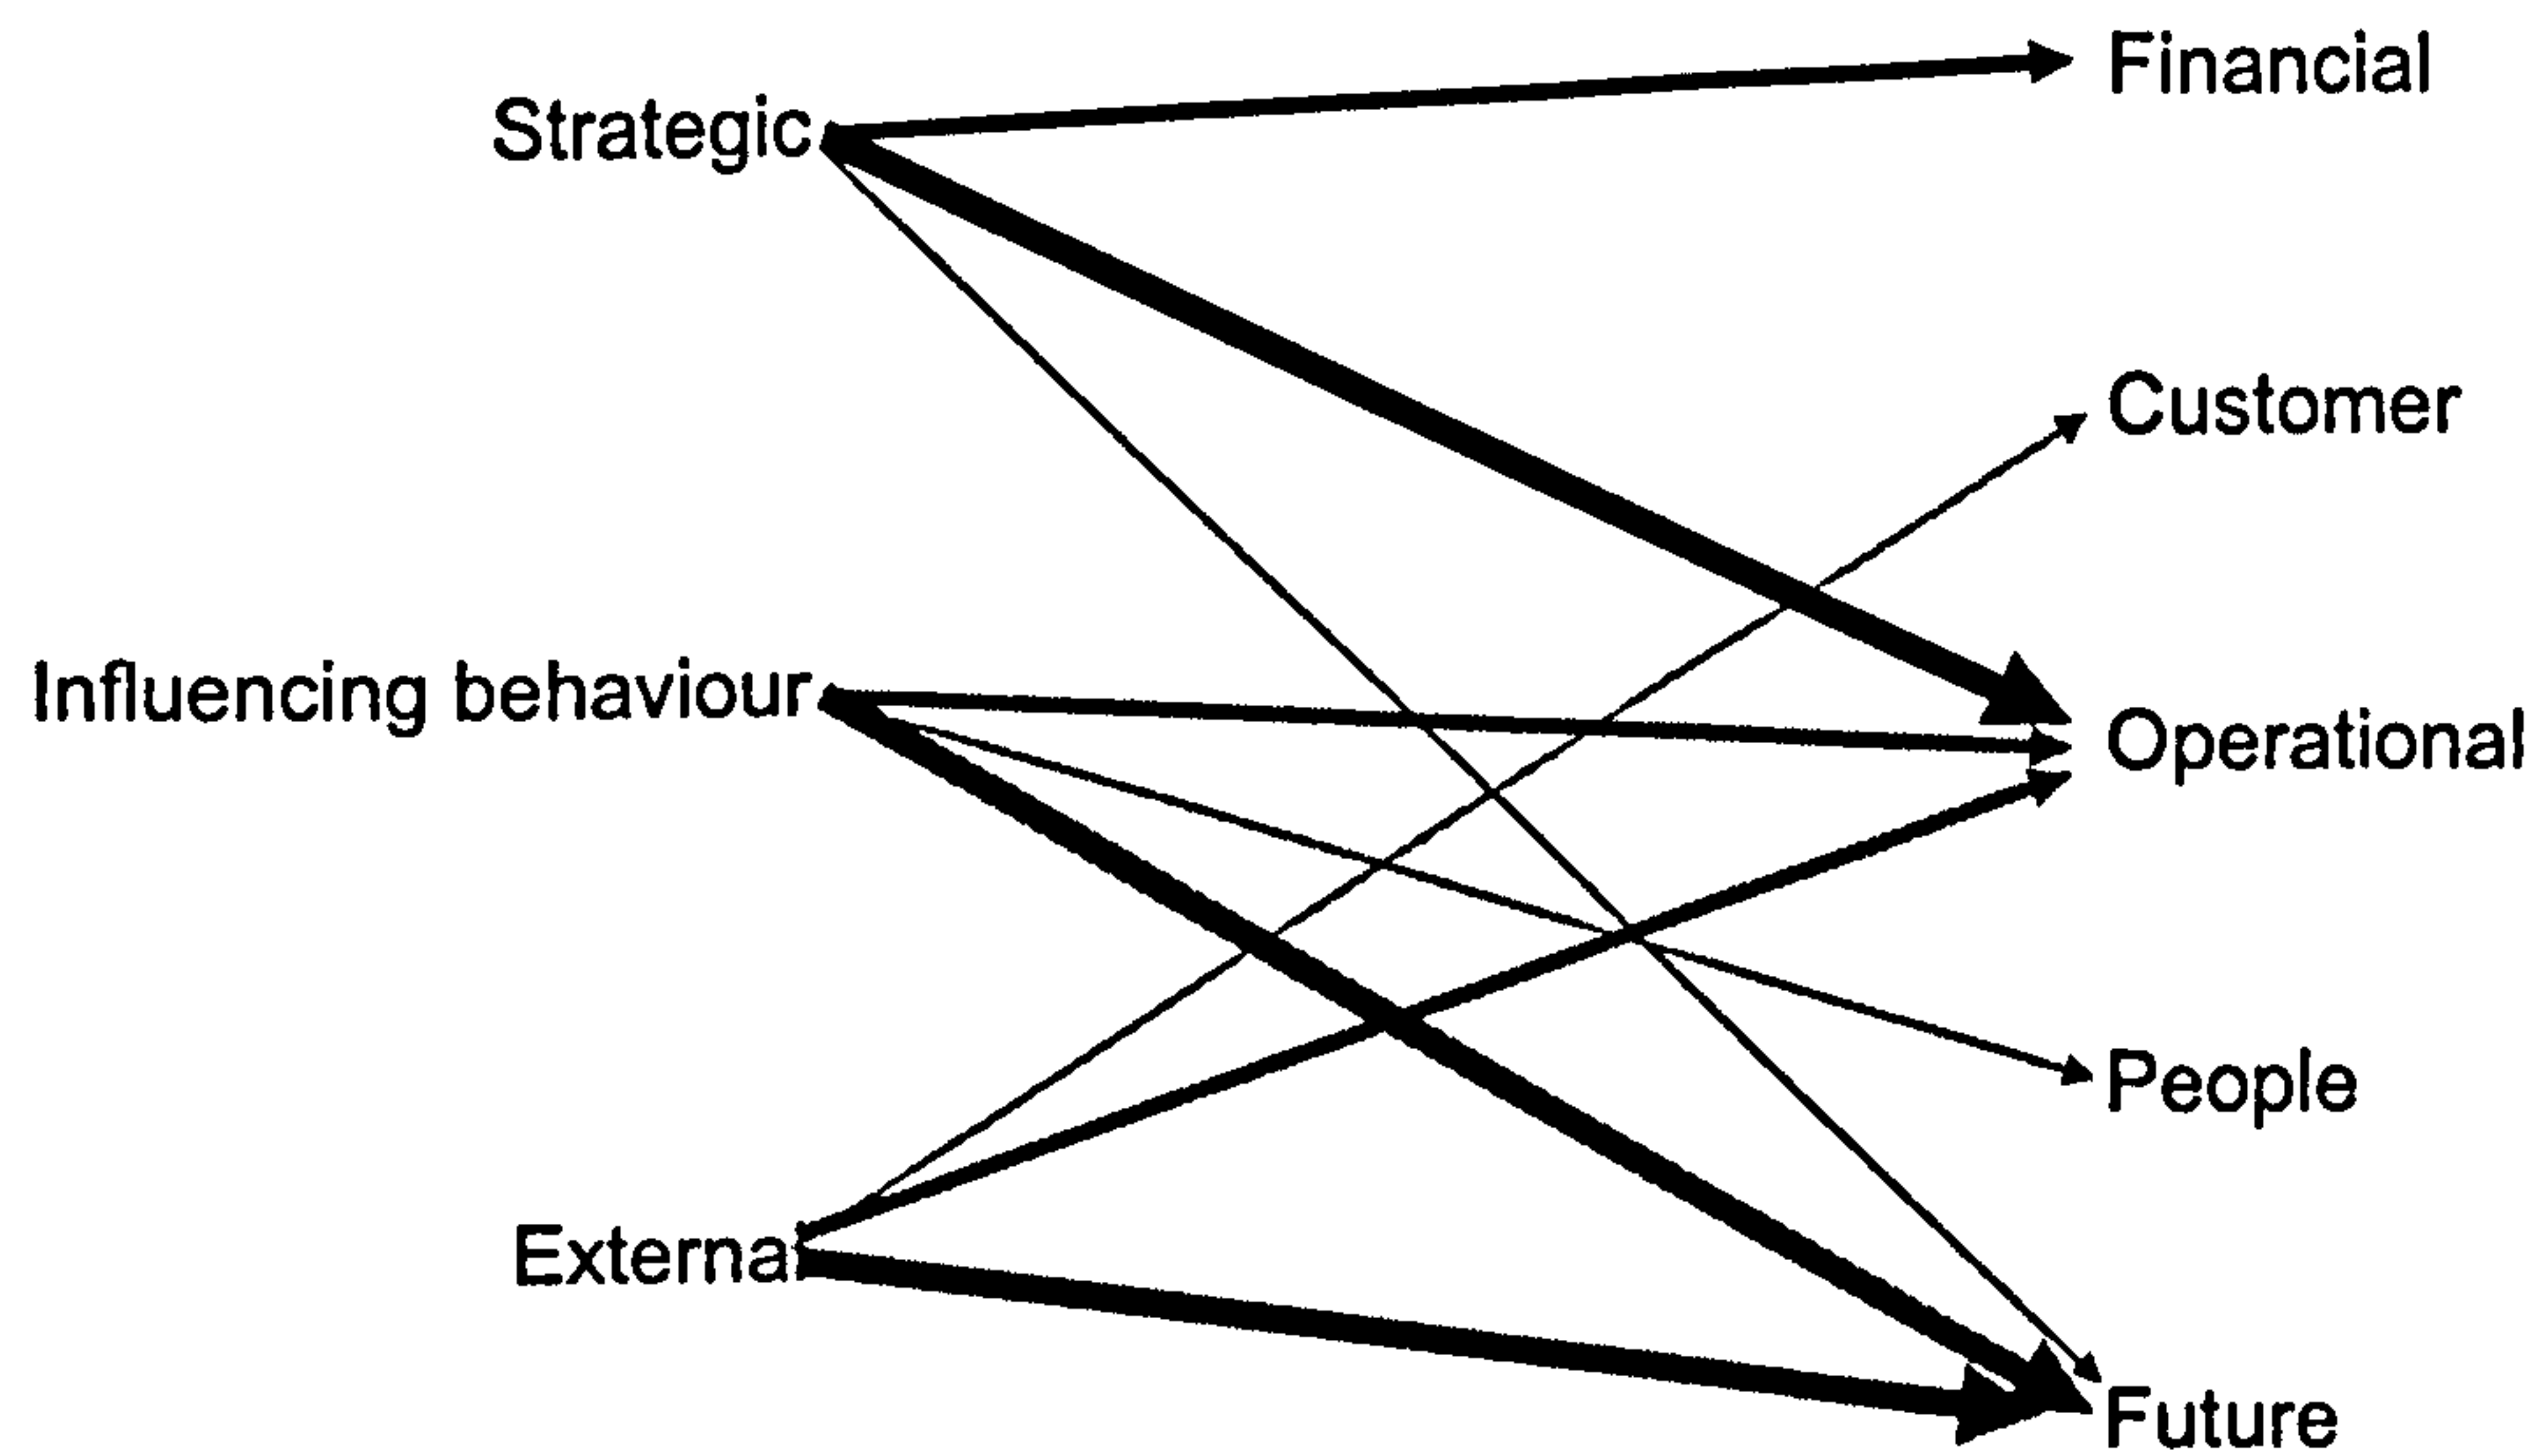 Financial
Strategic
Customer
Influencing behaviour
Operational
People
External
Future